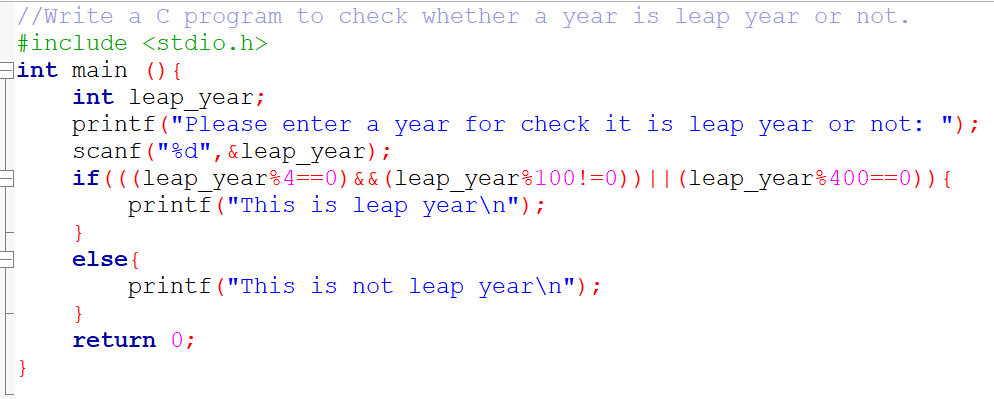 //Write a C program to check whether a year is leap year or not.
#include <stdio.h>
int main (){
    int leap_year;
    printf("Please enter a year for check it is leap year or not: ");
    scanf("%d",&leap_year);
    if(((leap_year%4==0)&&(leap_year%100!=0))||(leap_year%400==0)){
        printf("This is leap year\n");
    }
    else{
        printf("This is not leap year\n");
    }
    return 0;
}